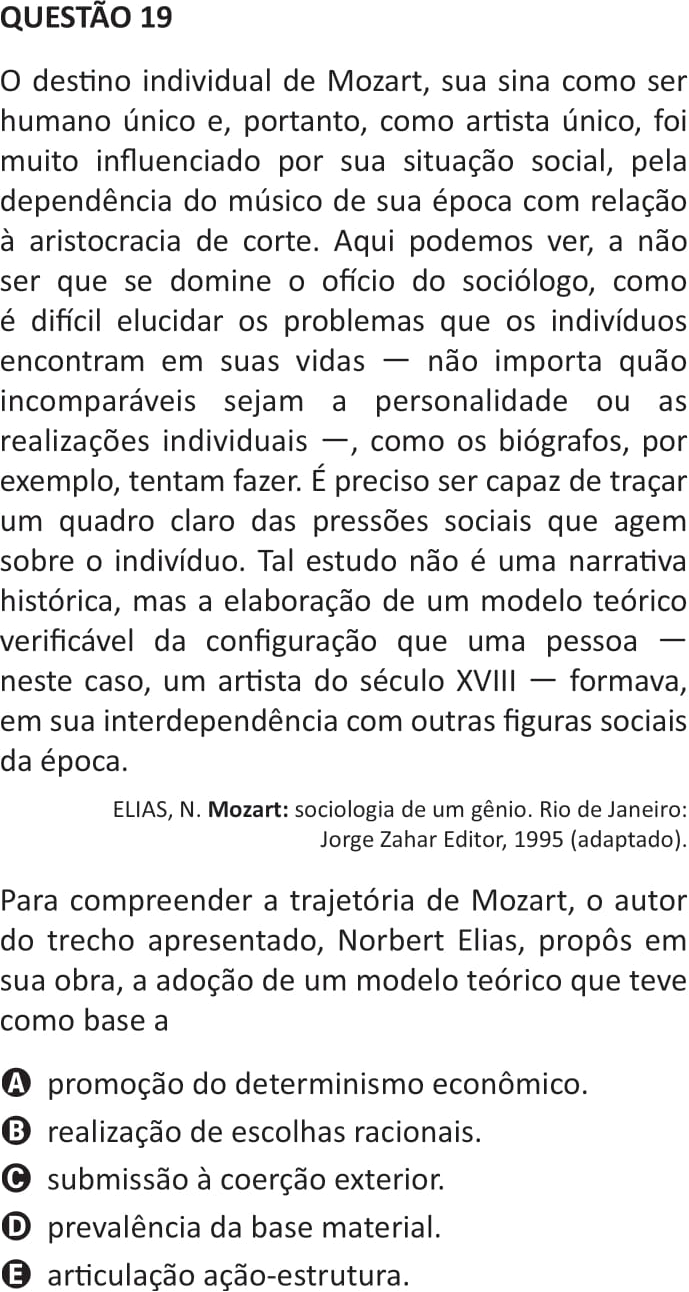 QUESTÃO 19
O destino individual de Mozart, sua sina como ser
humano único e, portanto, como artista único, foi
muito influenciado por sua situação social, pela
dependência do músico de sua época com relação
à aristocracia de corte. Aqui podemos ver, a não
ser que se domine o ofício do sociólogo, como
é difícil elucidar os problemas que os indivíduos
encontram em suas vidas — não importa quão
incomparáveis sejam a personalidade ou as
realizações individuais —, como os biógrafos, por
exemplo, tentam fazer. É preciso ser capaz de traçar
um quadro claro das pressões sociais que agem
sobre o indivíduo. Tal estudo não é uma narrativa
histórica, mas a elaboração de um modelo teórico
verificável da configuração que uma pessoa —
neste caso, um artista do século XVIII — formava,
em sua interdependência com outras figuras sociais
da época.
ELIAS, N. Mozart: sociologia de um gênio. Rio de Janeiro:
Jorge Zahar Editor, 1995 (adaptado).
Para compreender a trajetória de Mozart, o autor
do trecho apresentado, Norbert Elias, propôs em
sua obra, a adoção de um modelo teórico que teve
como base a
A promoção do determinismo econômico.
B realização de escolhas racionais.
C submissão à coerção exterior.
D prevalência da base material.
E articulação ação-estrutura.